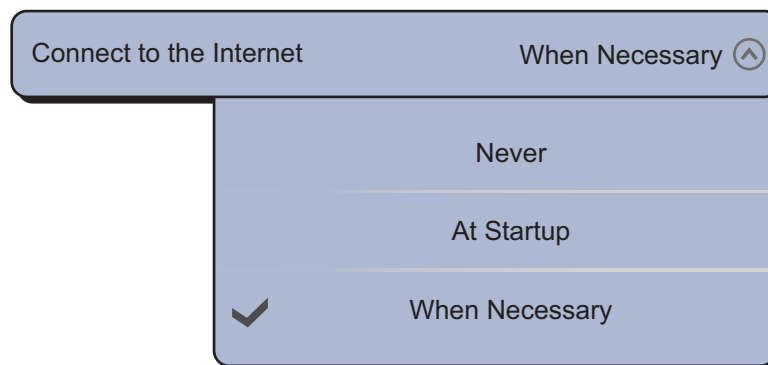 Connect to the Internet When Necessary
Never
At Startup
When Necessary